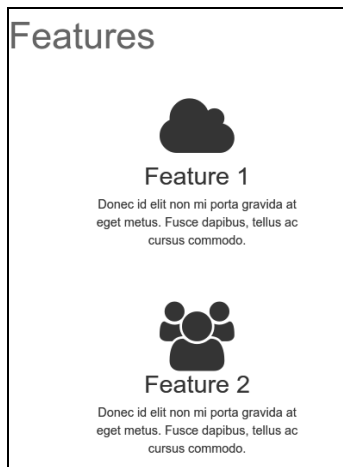 Features
Feature 1
Donec id elit non mi porta gravida at
eget metus. Fusce dapibus, tellus ac
cursus commodo.
Feature 2
Donec id elit non mi porta gravida at
eget metus. Fusce dapibus, tellus ac
cursus commodo.